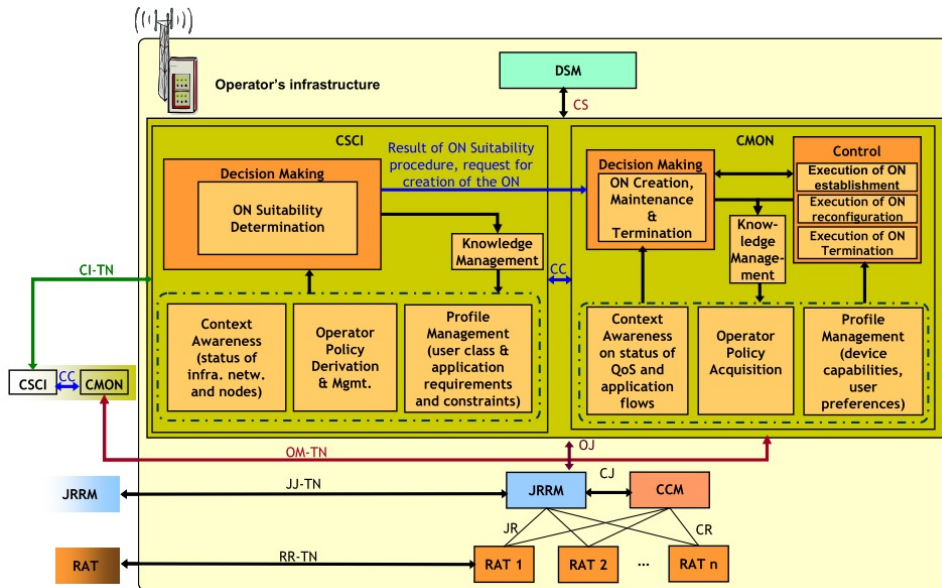 Operator's infrastructure
DSM
CS
CSCI
Decision Making
ON Suitability
Determination
Result of ON Suitability
procedure, request for
creation of the ON
Knowledge
Management
Context
Awareness
(status of
infra. netw.
and nodes)
Operator
Policy
Derivation
& Mgmt.
Profile
Management
(user class &
application
requirements
and constraints)
CC
CMON
Decision Making
ON Creation,
Maintenance
&
Termination
Control
Execution of ON
establishment
Execution of ON
reconfiguration
Execution of ON
Termination
Know-
ledge
Manage-
ment
Context
Awareness
on status of
QoS and
application
flows
Operator
Policy
Acquisition
Profile
Management
(device
capabilities,
user
preferences)
CI-TN
CSCI
CC
CMON
OM-TN
OJ
JRRM
JJ-TN
JRRM
CJ
CCM
JR
CR
RAT
RR-TN
RAT 1
RAT 2
...
RAT n